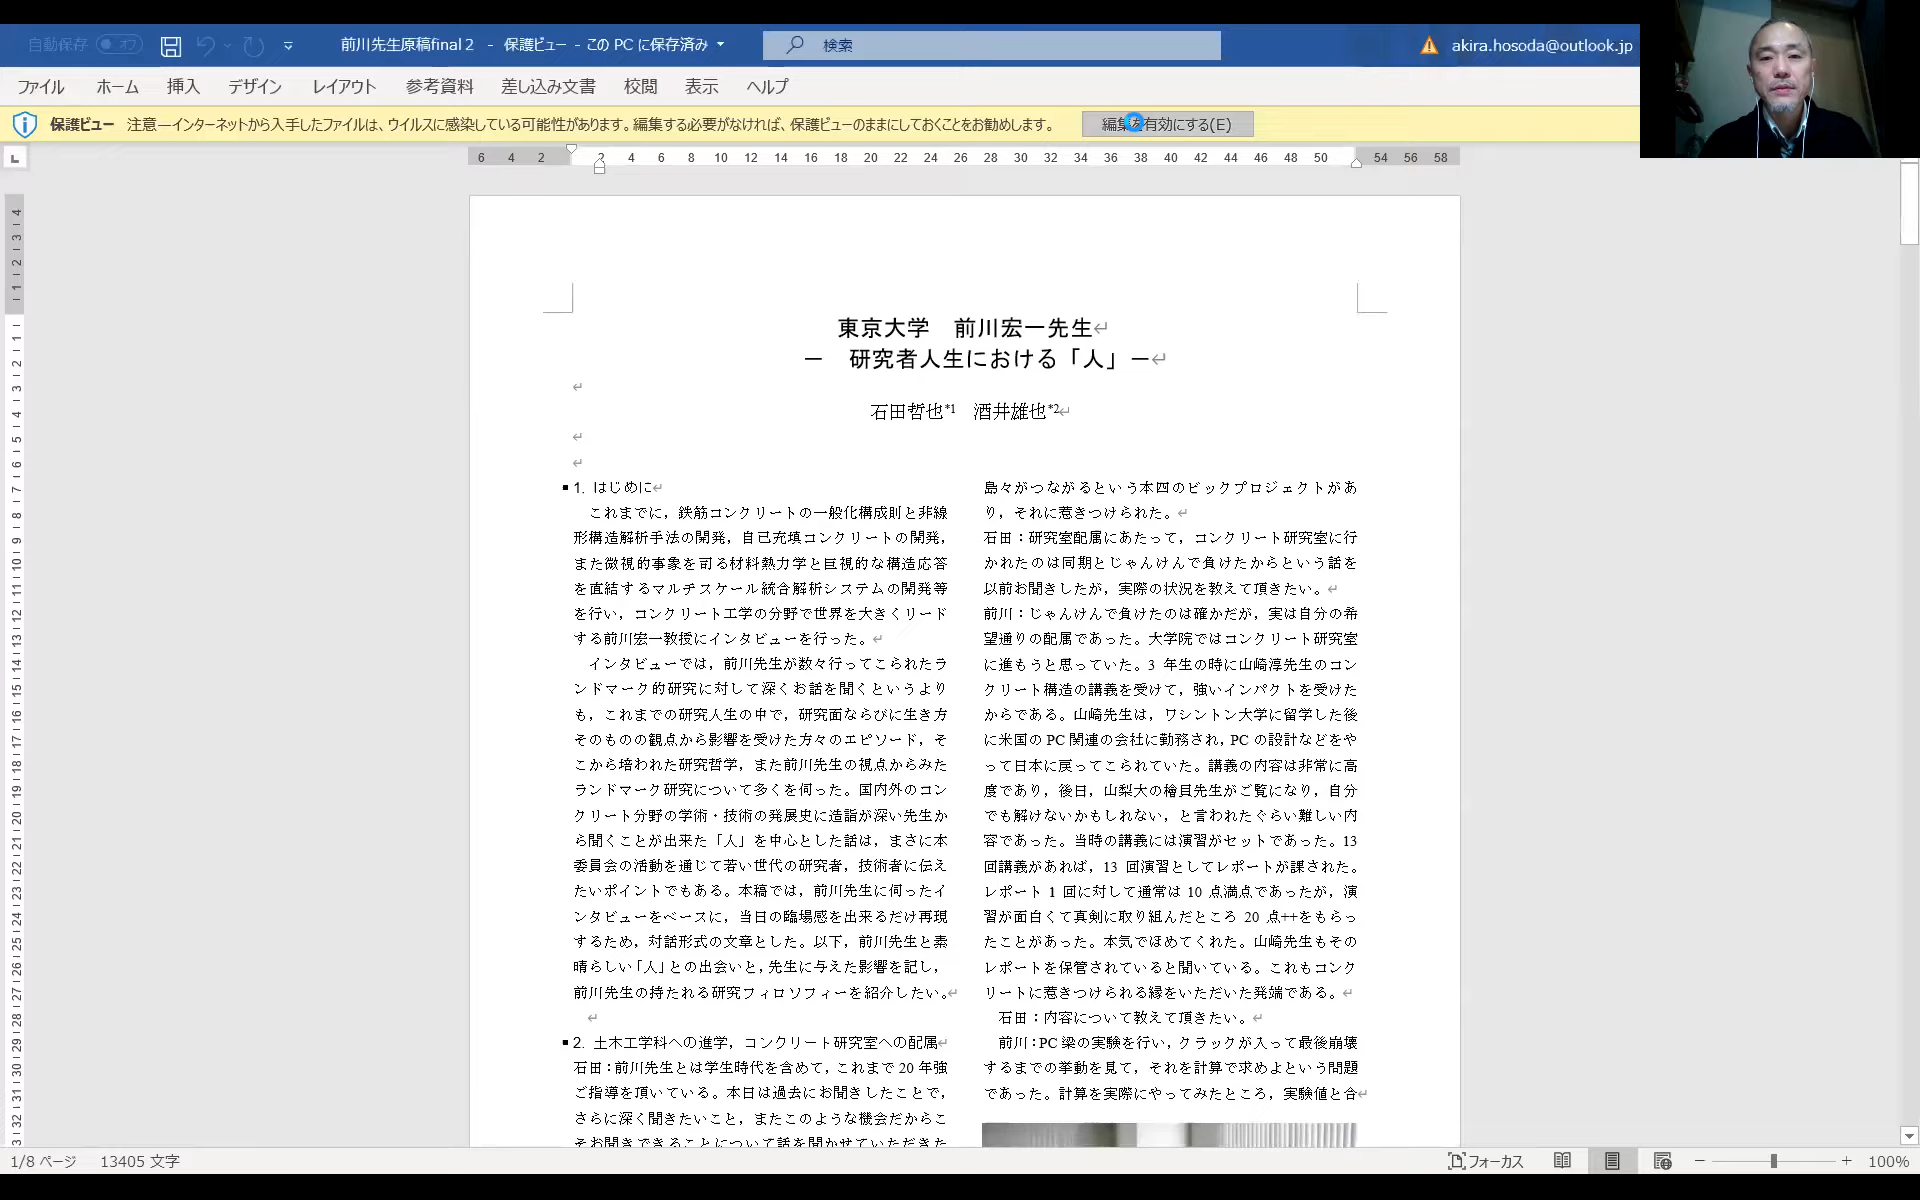 自動保存 オフ
前川先生原稿final 2 - 保護ビュー - この PC に保存済み
検索
akira.hosoda@outlook.jp
ファイル ホーム 挿入 デザイン レイアウト 参考資料 差し込み文書 校閲 表示 ヘルプ
保護ビュー 注意—インターネットから入手したファイルは、ウイルスに感染している可能性があります。編集する必要がなければ、保護ビューのままにしておくことをお勧めします。
編集を有効にする(E)
6 4 2 2 4 6 8 10 12 14 16 18 20 22 24 26 28 30 32 34 36 38 40 42 44 46 48 50 54 56 58
東京大学　前川宏一先生
－　研究者人生における「人」－
石田哲也*1　酒井雄也*2
1. はじめに
これまでに，鉄筋コンクリートの一般化構成則と非線
形構造解析手法の開発，自己充填コンクリートの開発，
また微視的事象を司る材料熱力学と巨視的な構造応答
を直結するマルチスケール統合解析システムの開発等
を行い，コンクリート工学の分野で世界を大きくリード
する前川宏一教授にインタビューを行った。
インタビューでは，前川先生が数々行ってこられたラ
ンドマーク的研究に対して深くお話を聞くというより
も，これまでの研究人生の中で，研究面ならびに生き方
そのものの観点から影響を受けた方々のエピソード，そ
こから培われた研究哲学，また前川先生の視点からみた
ランドマーク研究について多くを伺った。国内外のコン
クリート分野の学術・技術の発展史に造詣が深い先生か
ら聞くことが出来た「人」を中心とした話は，まさに本
委員会の活動を通じて若い世代の研究者，技術者に伝え
たいポイントでもある。本稿では，前川先生に伺ったイ
ンタビューをベースに，当日の臨場感を出来るだけ再現
するため，対話形式の文章とした。以下，前川先生と素
晴らしい「人」との出会いと，先生に与えた影響を記し，
前川先生の持たれる研究フィロソフィーを紹介したい。
2. 土木工学科への進学，コンクリート研究室への配属
石田：前川先生とは学生時代を含めて，これまで 20 年強
ご指導を頂いている。本日は過去にお聞きしたことで，
さらに深く聞きたいこと，またこのような機会だからこ
そお聞きできることについて話を聞かせていただきた
島々がつながるという本四のビックプロジェクトがあ
り，それに惹きつけられた。
石田：研究室配属にあたって，コンクリート研究室に行
かれたのは同期とじゃんけんで負けたからという話を
以前お聞きしたが，実際の状況を教えて頂きたい。
前川：じゃんけんで負けたのは確かだが，実は自分の希
望通りの配属であった。大学院ではコンクリート研究室
に進もうと思っていた。3 年生の時に山崎淳先生のコン
クリート構造の講義を受けて，強いインパクトを受けた
からである。山崎先生は，ワシントン大学に留学した後
に米国の PC 関連の会社に勤務され，PC の設計などをや
って日本に戻ってこられていた。講義の内容は非常に高
度であり，後日，山梨大の檜貝先生がご覧になり，自分
でも解けないかもしれない，と言われたぐらい難しい内
容であった。当時の講義には演習がセットであった。13
回講義があれば，13 回演習としてレポートが課された。
レポート 1 回に対して通常は 10 点満点であったが，演
習が面白くて真剣に取り組んだところ 20 点++をもらっ
たことがあった。本気でほめてくれた。山崎先生もその
レポートを保管されていると聞いている。これもコンク
リートに惹きつけられる縁をいただいた発端である。
石田：内容について教えて頂きたい。
前川：PC 梁の実験を行い，クラックが入って最後崩壊
するまでの挙動を見て，それを計算で求めよという問題
であった。計算を実際にやってみたところ，実験値と合
1/8 ページ 13405 文字
フォーカス
100%